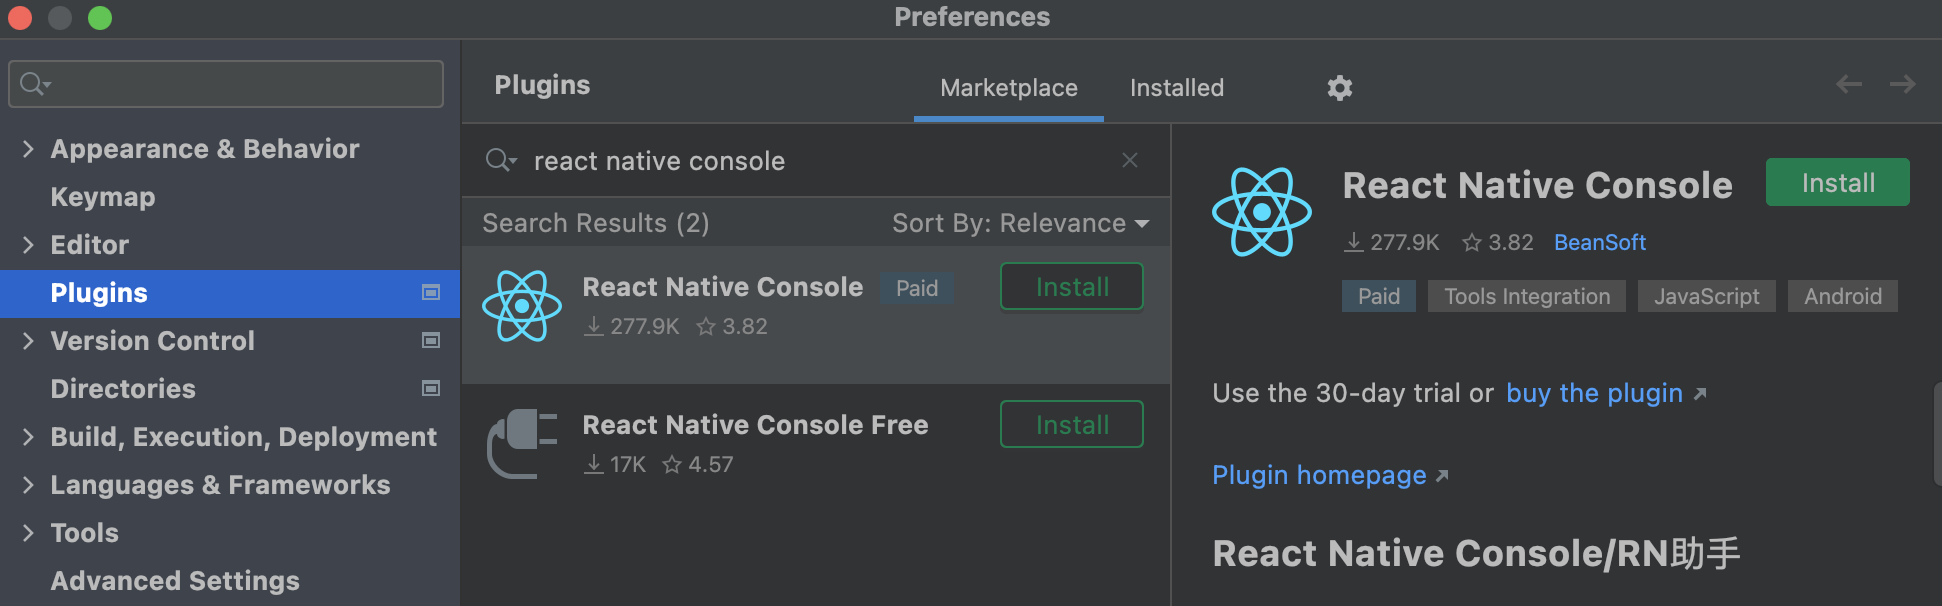 Preferences
Appearance & Behavior
Keymap
Editor
Plugins
Version Control
Directories
Build, Execution, Deployment
Languages & Frameworks
Tools
Advanced Settings
Plugins
Marketplace
Installed
react native console
Search Results (2)
Sort By: Relevance
React Native Console
Paid
Install
277.9K
3.82
React Native Console Free
Install
17K
4.57
React Native Console
Install
277.9K
3.82
BeanSoft
Paid
Tools Integration
JavaScript
Android
Use the 30-day trial or buy the plugin
Plugin homepage
React Native Console/RN助手